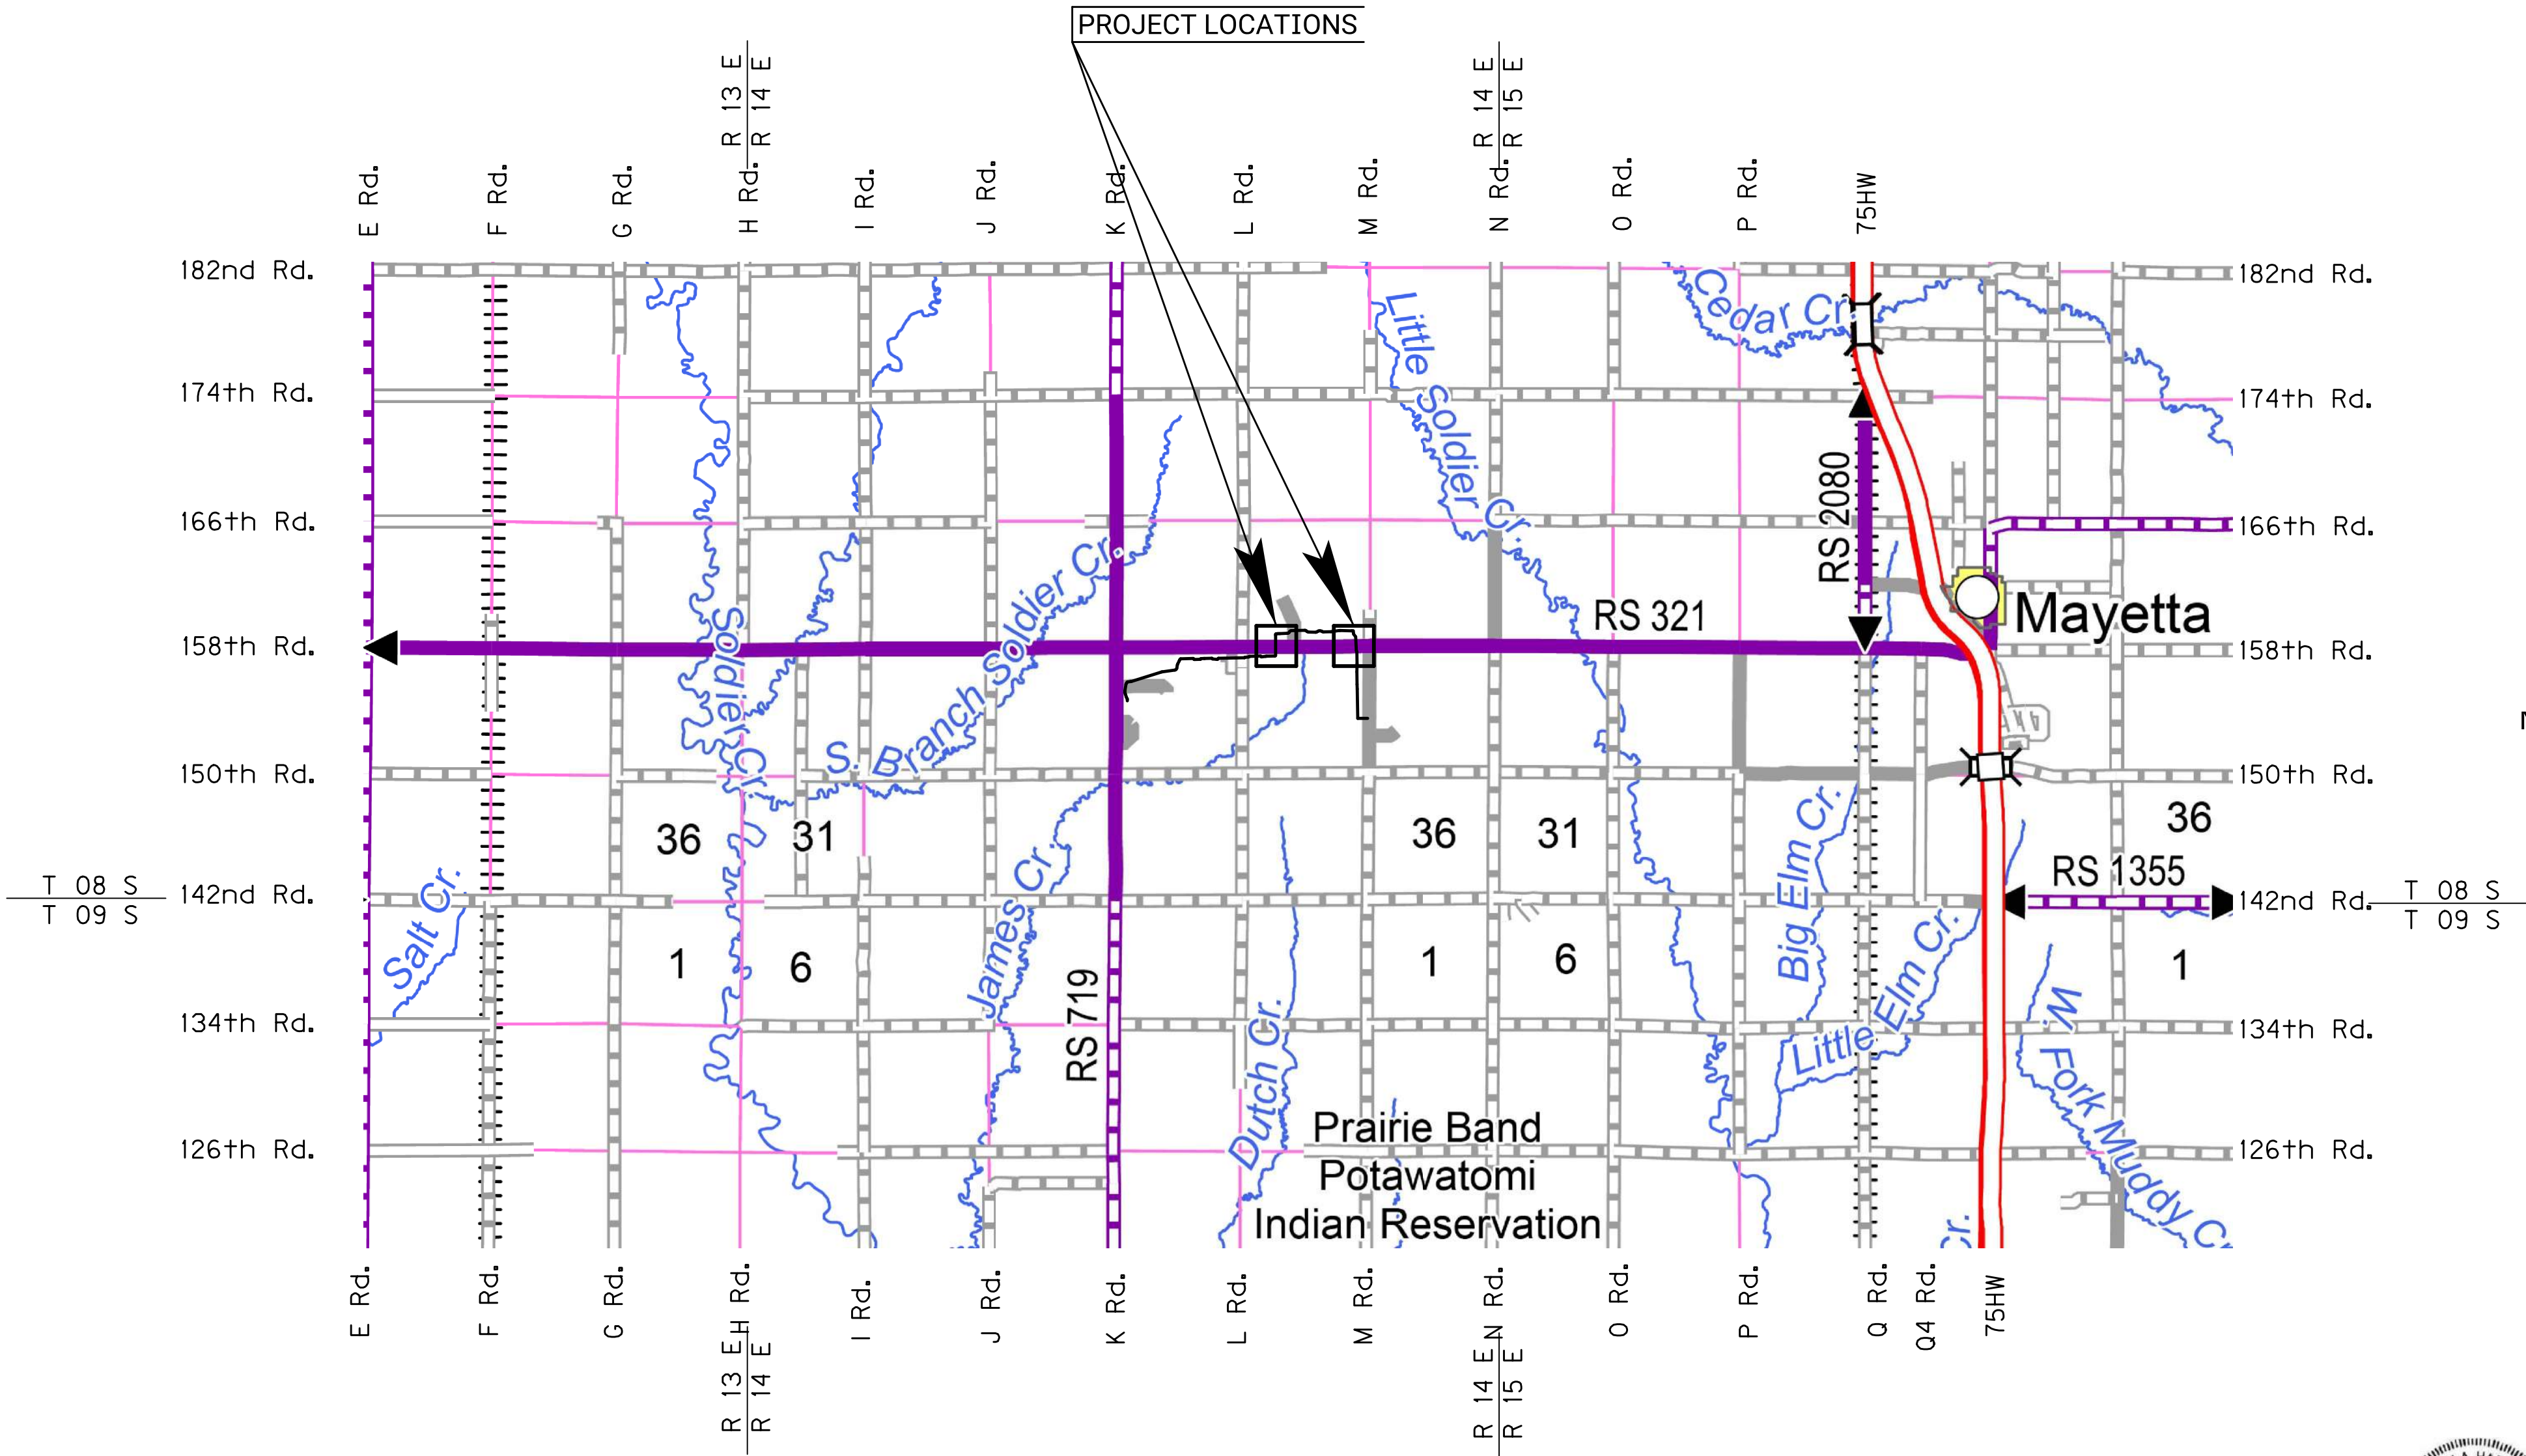 PROJECT LOCATIONS
R 13 E
R 14 E
R 14 E
R 15 E
E Rd.
F Rd.
G Rd.
H Rd.
I Rd.
J Rd.
K Rd.
L Rd.
M Rd.
N Rd.
O Rd.
P Rd.
75HW
182nd Rd.
182nd Rd.
Cedar Cr.
Little Soldier Cr.
174th Rd.
174th Rd.
RS 2080
166th Rd.
166th Rd.
S. Branch Soldier Cr.
RS 321
Mayetta
158th Rd.
158th Rd.
Soldier Cr.
150th Rd.
150th Rd.
36
31
36
31
36
Big Elm Cr.
James Cr.
Salt Cr.
RS 1355
T 08 S
T 09 S
142nd Rd.
142nd Rd.
T 08 S
T 09 S
1
6
1
6
1
RS 719
Dutch Cr.
Little Elm Cr.
W. Fork Muddy C
134th Rd.
134th Rd.
126th Rd.
126th Rd.
Prairie Band
Potawatomi
Indian Reservation
Cr.
E Rd.
F Rd.
G Rd.
H Rd.
I Rd.
J Rd.
K Rd.
L Rd.
M Rd.
N Rd.
O Rd.
P Rd.
Q Rd.
Q4 Rd.
75HW
R 13 E
R 14 E
R 14 E
R 15 E